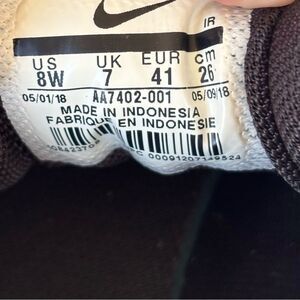 IR
US UK EUR cm
8W 7 41 26
05/01/18 AA7402-001 05/09/18
MADE IN INDONESIA
FABRIQUE EN INDONESIE